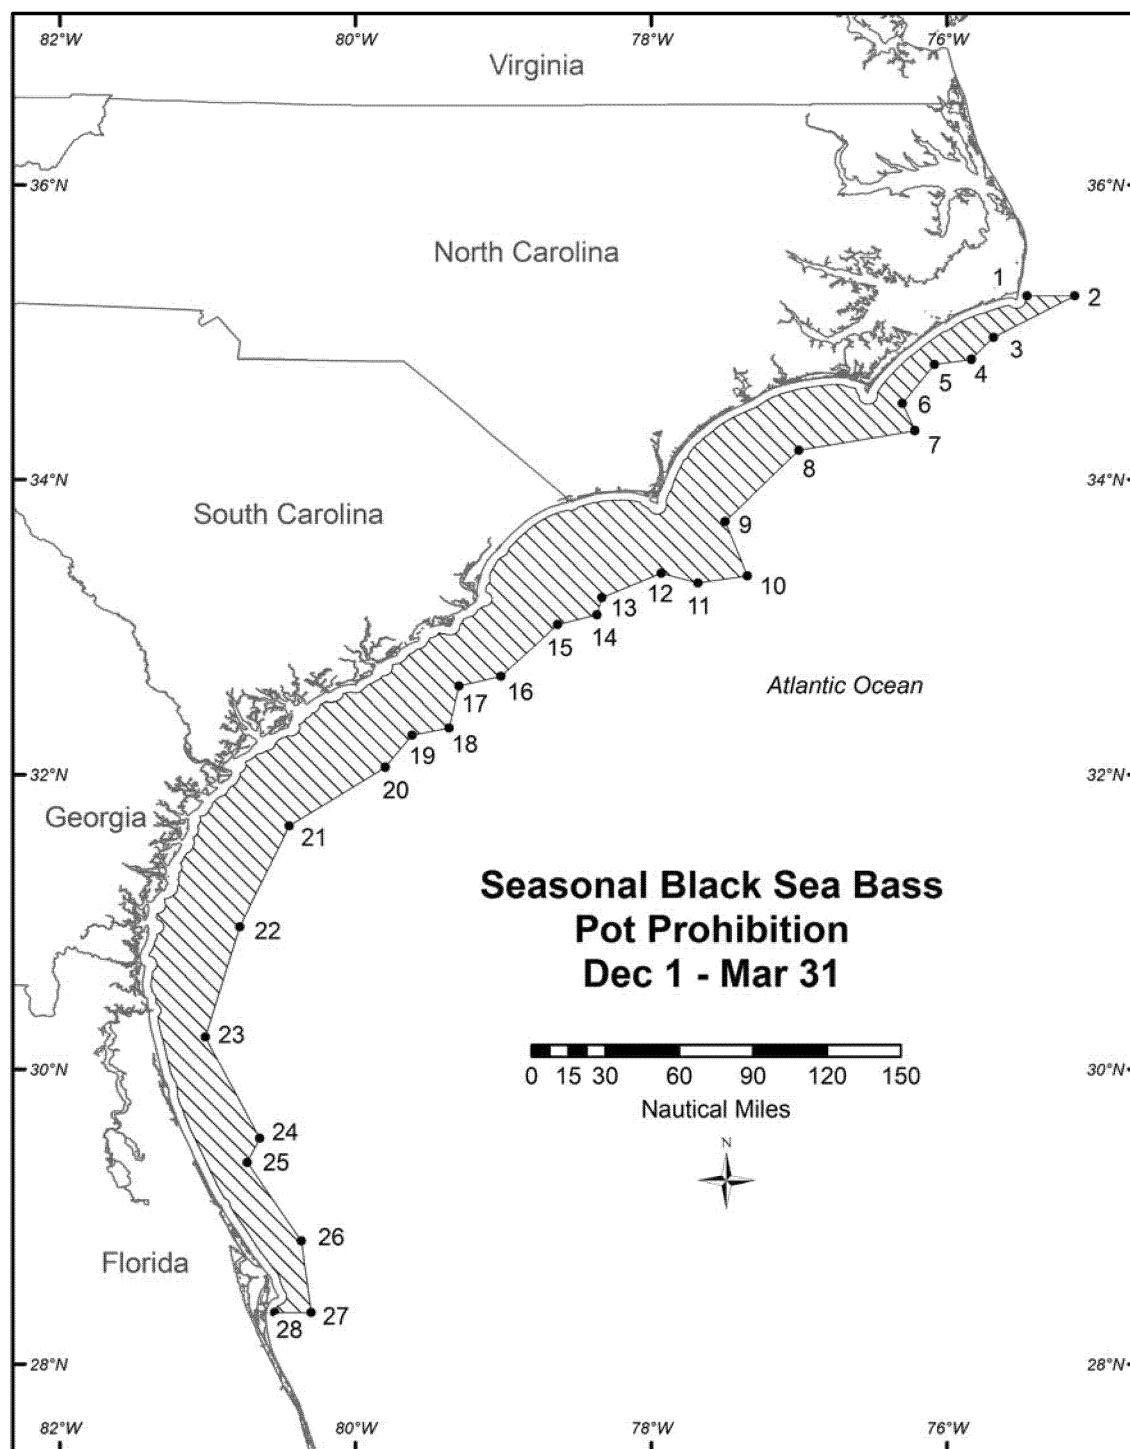 82°W 80°W 78°W 76°W
Virginia
36°N 36°N
North Carolina
1 2
3
4
5
6
7
8
34°N 34°N
South Carolina
9
10
11
12
13
14
15
16
Atlantic Ocean
17
18
19
20
32°N 32°N
Georgia
21
Seasonal Black Sea Bass
Pot Prohibition
Dec 1 - Mar 31
22
23
0 15 30 60 90 120 150
Nautical Miles
30°N 30°N
24
N
25
26
Florida
27
28
28°N 28°N
82°W 80°W 78°W 76°W